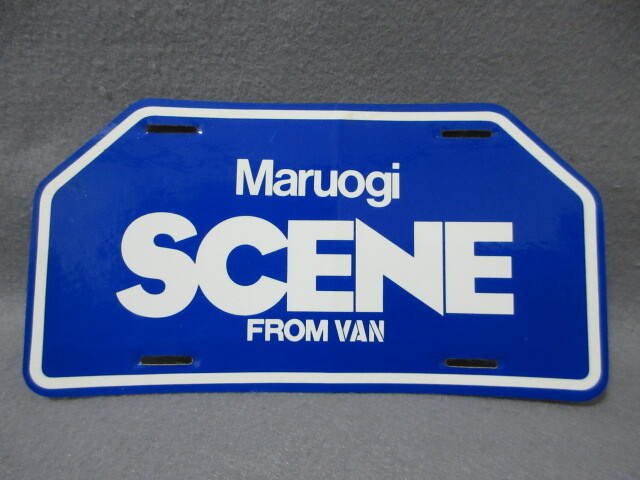 Maruogi
SCENE
FROM VAN